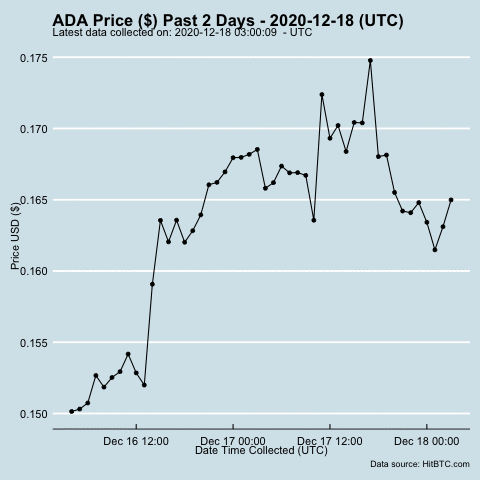 ADA Price ($) Past 2 Days - 2020-12-18 (UTC)
Latest data collected on: 2020-12-18 03:00:09 - UTC
0.175
0.170
0.165
0.160
0.155
0.150
Price USD ($)
Dec 16 12:00 Dec 17 00:00 Dec 17 12:00 Dec 18 00:00
Date Time Collected (UTC)
Data source: HitBTC.com